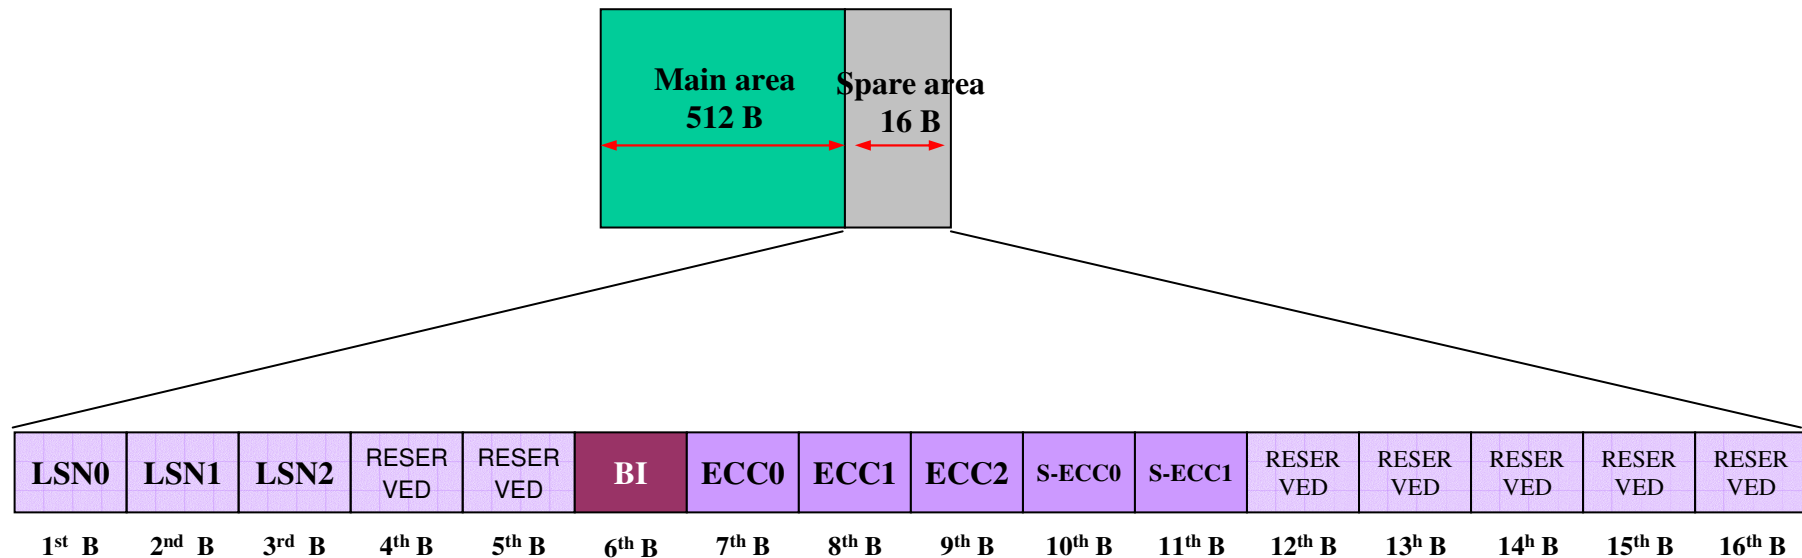 Main area
512 B
Spare area
16 B
LSN0 LSN1 LSN2 RESER VED RESER VED BI ECC0 ECC1 ECC2 S-ECC0 S-ECC1 RESER VED RESER VED RESER VED RESER VED RESER VED
1st B 2nd B 3rd B 4th B 5th B 6th B 7th B 8th B 9th B 10th B 11th B 12th B 13h B 14h B 15th B 16th B